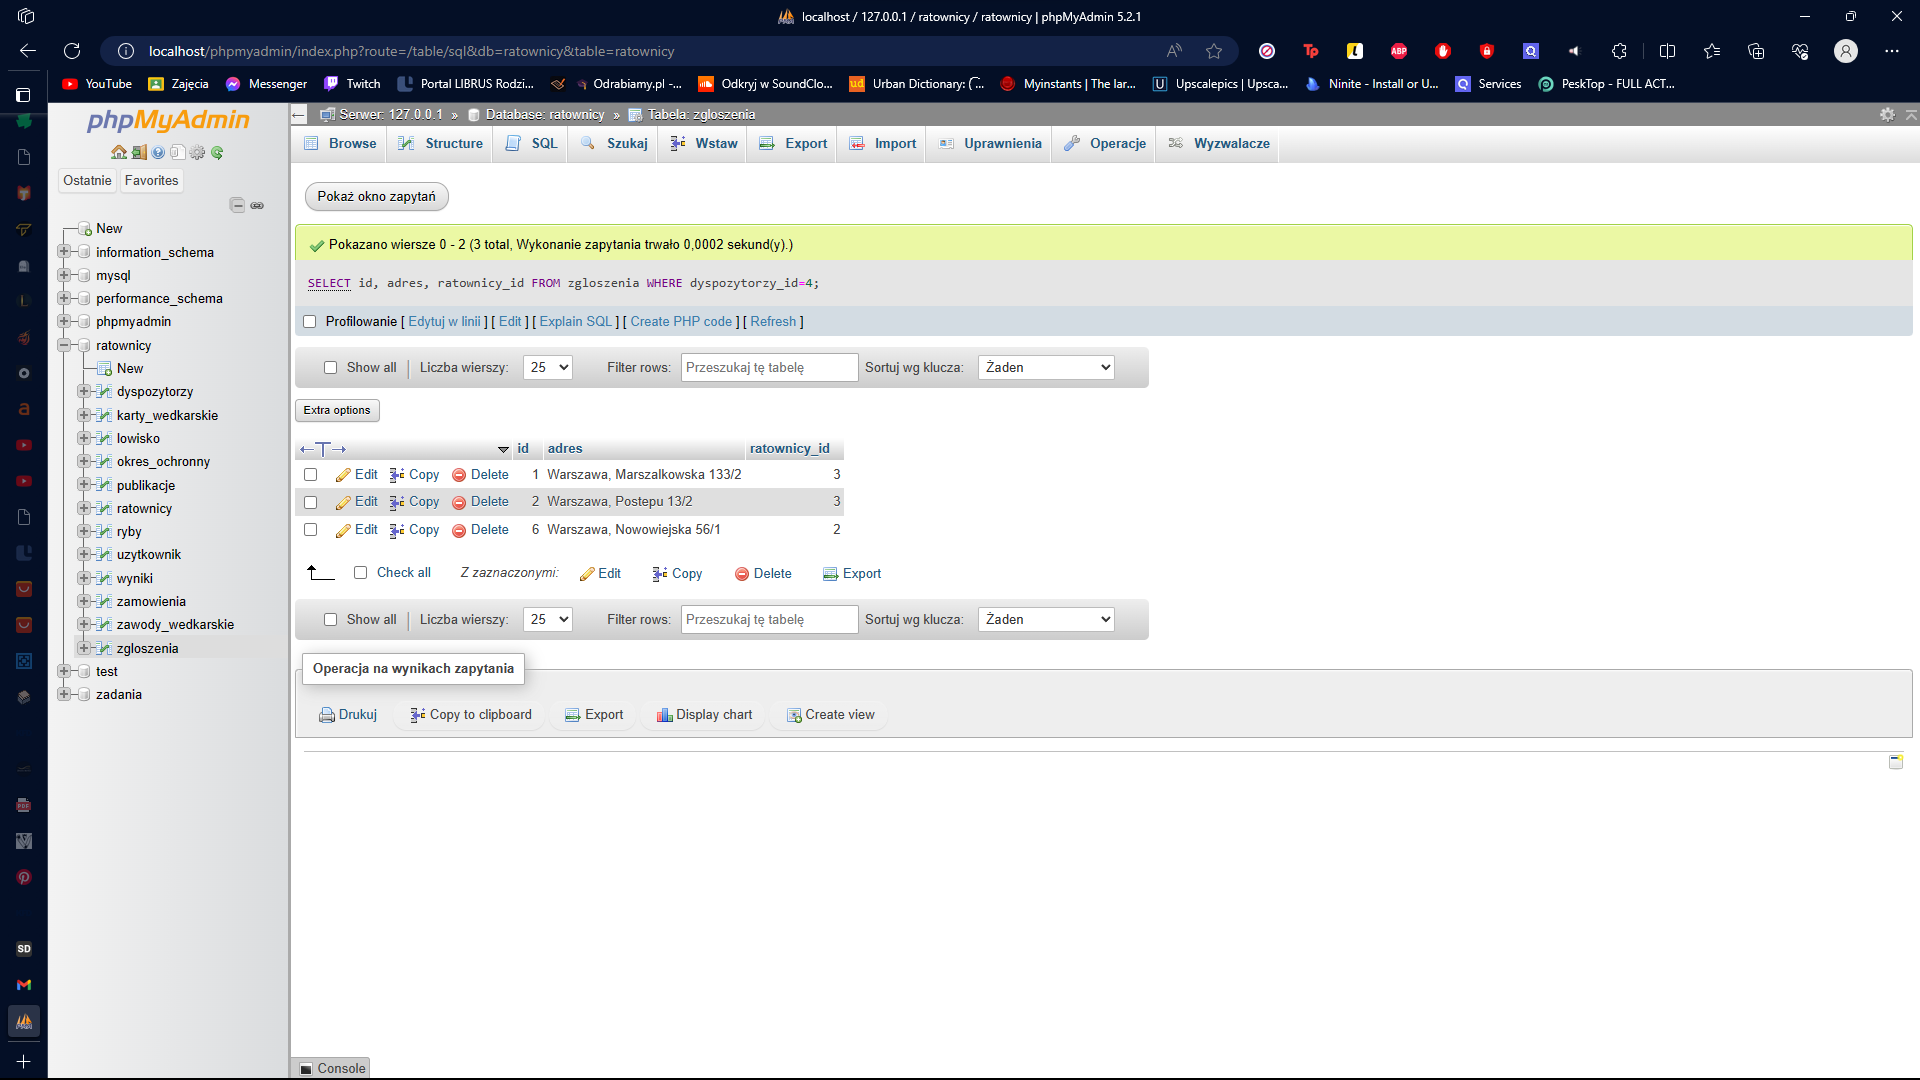 localhost / 127.0.0.1 / ratownicy / ratownicy | phpMyAdmin 5.2.1
localhost/phpmyadmin/index.php?route=/table/sql&db=ratownicy&table=ratownicy
YouTube Zajęcia Messenger Twitch Portal LIBRUS Rodzi... Odrabiamy.pl -... Odkryj w SoundClo... Urban Dictionary: (͡... Myinstants | The lar... Upscalepics | Upsca... Ninite - Install or U... Services PeskTop - FULL ACT...
phpMyAdmin
Ostatnie Favorites
New
information_schema
mysql
performance_schema
phpmyadmin
ratownicy
New
dyspozytorzy
karty_wedkarskie
lowisko
okres_ochronny
publikacje
ratownicy
ryby
uzytkownik
wyniki
zamowienia
zawody_wedkarskie
zgloszenia
test
zadania
Serwer: 127.0.0.1 » Database: ratownicy » Tabela: zgloszenia
Browse Structure SQL Szukaj Wstaw Export Import Uprawnienia Operacje Wyzwalacze
Pokaż okno zapytań
Pokazano wiersze 0 - 2 (3 total, Wykonanie zapytania trwało 0,0002 sekund(y).)
SELECT id, adres, ratownicy_id FROM zgloszenia WHERE dyspozytorzy_id=4;
Profilowanie [ Edytuj w linii ] [ Edit ] [ Explain SQL ] [ Create PHP code ] [ Refresh ]
Show all Liczba wierszy: 25 Filter rows: Przeszukaj tę tabelę Sortuj wg klucza: Żaden
Extra options
id adres ratownicy_id
Edit Copy Delete 1 Warszawa, Marszalkowska 133/2 3
Edit Copy Delete 2 Warszawa, Postepu 13/2 3
Edit Copy Delete 6 Warszawa, Nowowiejska 56/1 2
Check all Z zaznaczonymi: Edit Copy Delete Export
Show all Liczba wierszy: 25 Filter rows: Przeszukaj tę tabelę Sortuj wg klucza: Żaden
Operacja na wynikach zapytania
Drukuj Copy to clipboard Export Display chart Create view
Console